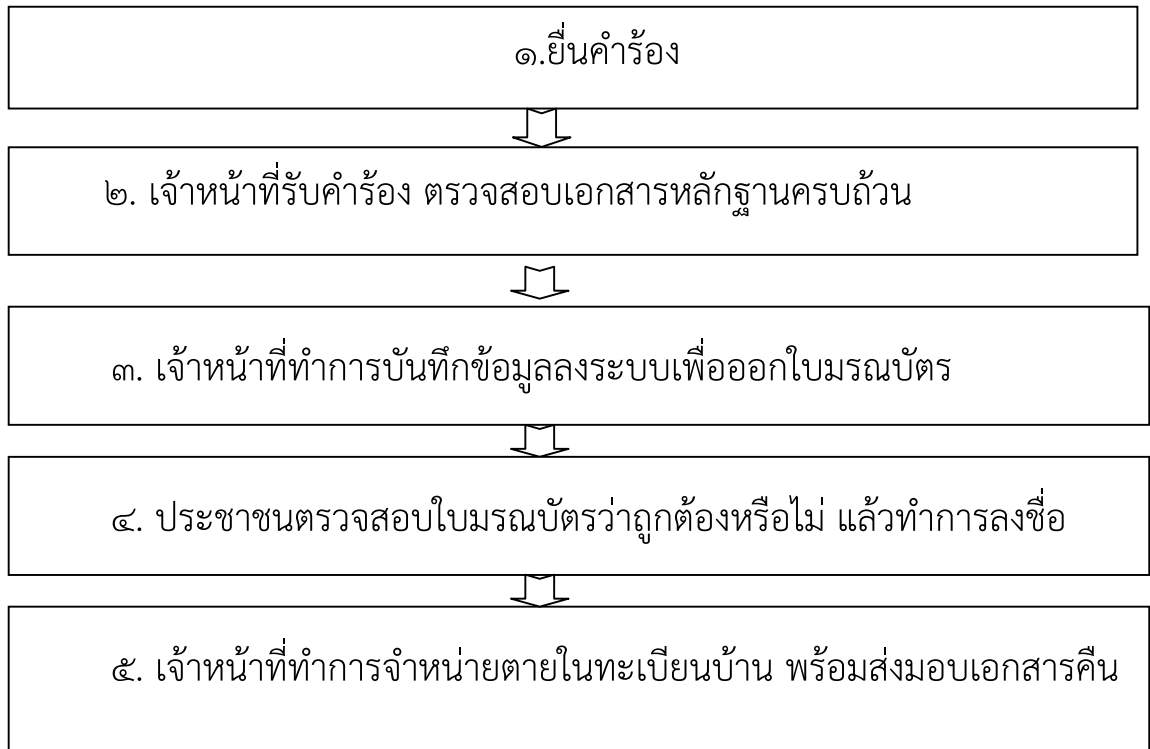 ๑.ยื่นคำร้อง
๒. เจ้าหน้าที่รับคำร้อง ตรวจสอบเอกสารหลักฐานครบถ้วน
๓. เจ้าหน้าที่ทำการบันทึกข้อมูลลงระบบเพื่อออกใบมรณบัตร
๔. ประชาชนตรวจสอบใบมรณบัตรว่าถูกต้องหรือไม่ แล้วทำการลงชื่อ
๕. เจ้าหน้าที่ทำการจำหน่ายตายในทะเบียนบ้าน พร้อมส่งมอบเอกสารคืน